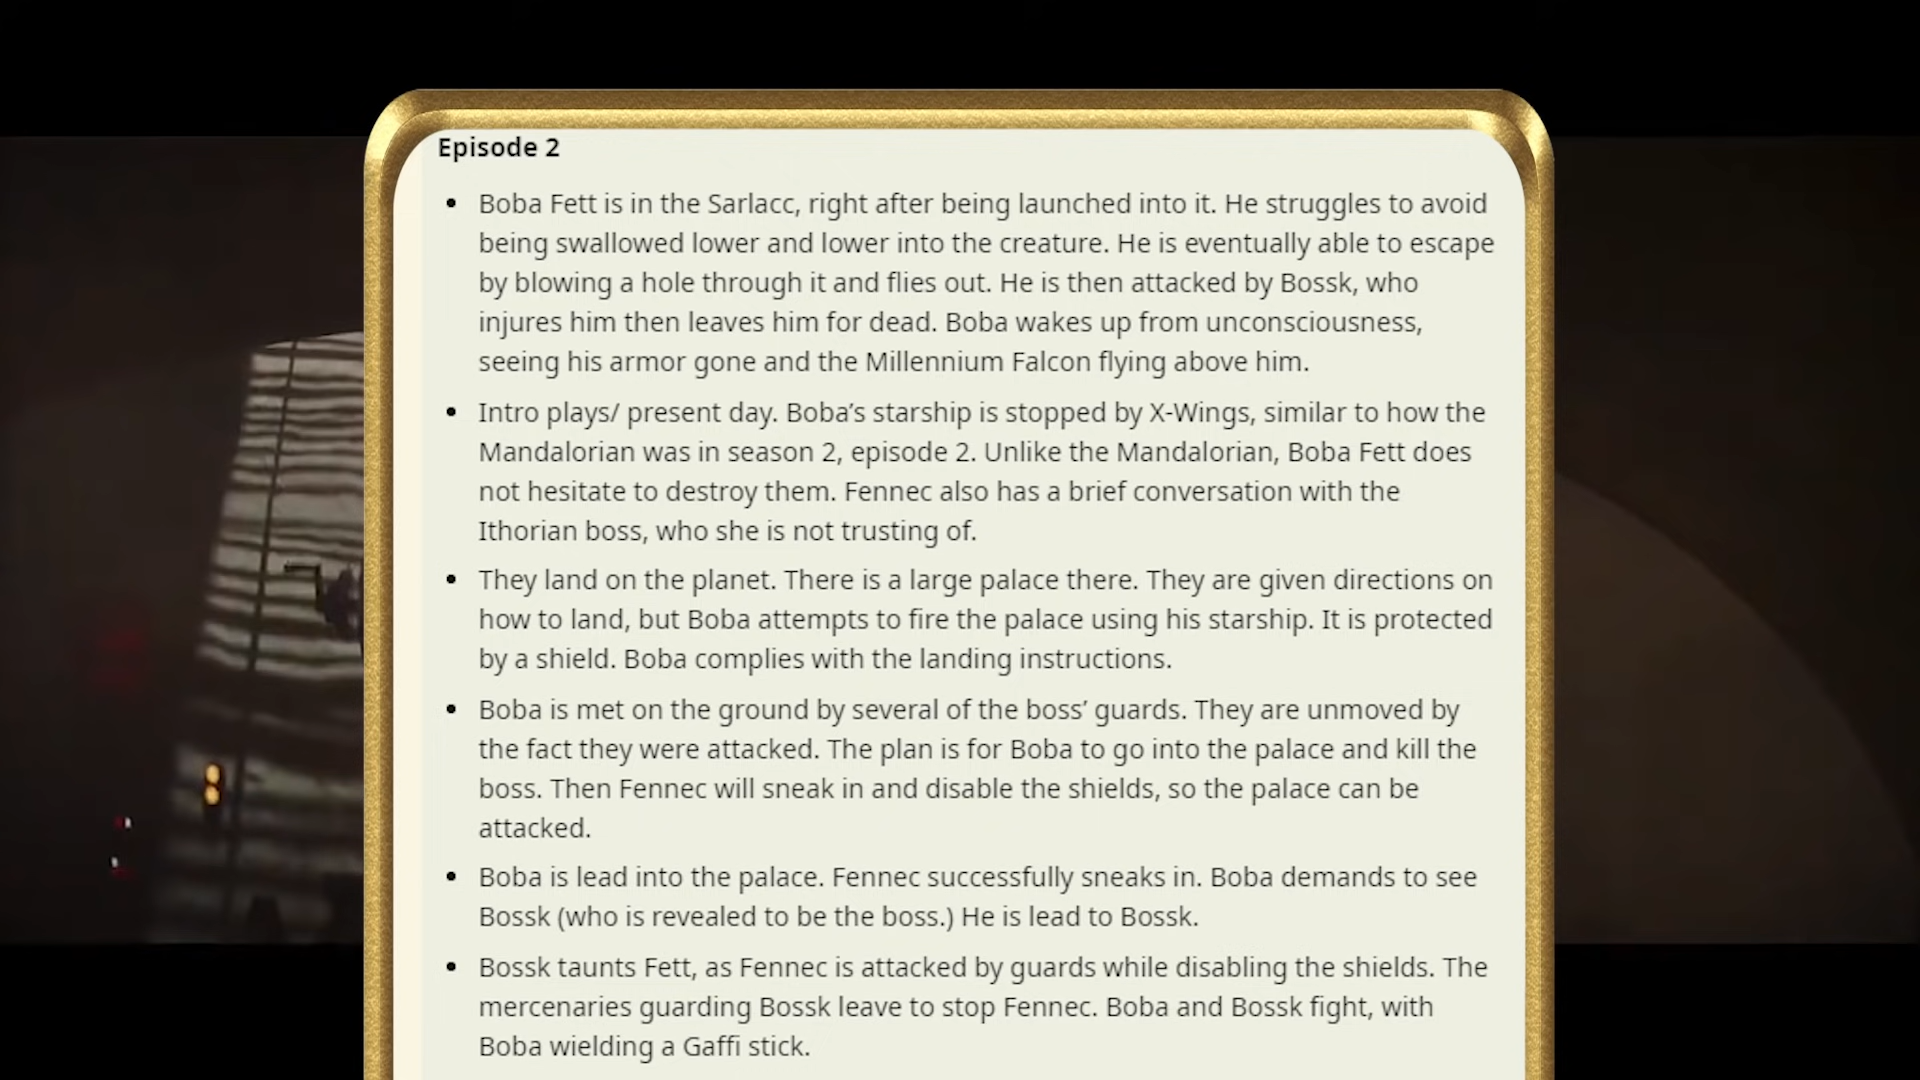 Episode 2
Boba Fett is in the Sarlacc, right after being launched into it. He struggles to avoid
being swallowed lower and lower into the creature. He is eventually able to escape
by blowing a hole through it and flies out. He is then attacked by Bossk, who
injures him then leaves him for dead. Boba wakes up from unconsciousness,
seeing his armor gone and the Millennium Falcon flying above him.
Intro plays/ present day. Boba’s starship is stopped by X-Wings, similar to how the
Mandalorian was in season 2, episode 2. Unlike the Mandalorian, Boba Fett does
not hesitate to destroy them. Fennec also has a brief conversation with the
Ithorian boss, who she is not trusting of.
They land on the planet. There is a large palace there. They are given directions on
how to land, but Boba attempts to fire the palace using his starship. It is protected
by a shield. Boba complies with the landing instructions.
Boba is met on the ground by several of the boss’ guards. They are unmoved by
the fact they were attacked. The plan is for Boba to go into the palace and kill the
boss. Then Fennec will sneak in and disable the shields, so the palace can be
attacked.
Boba is lead into the palace. Fennec successfully sneaks in. Boba demands to see
Bossk (who is revealed to be the boss.) He is lead to Bossk.
Bossk taunts Fett, as Fennec is attacked by guards while disabling the shields. The
mercenaries guarding Bossk leave to stop Fennec. Boba and Bossk fight, with
Boba wielding a Gaffi stick.